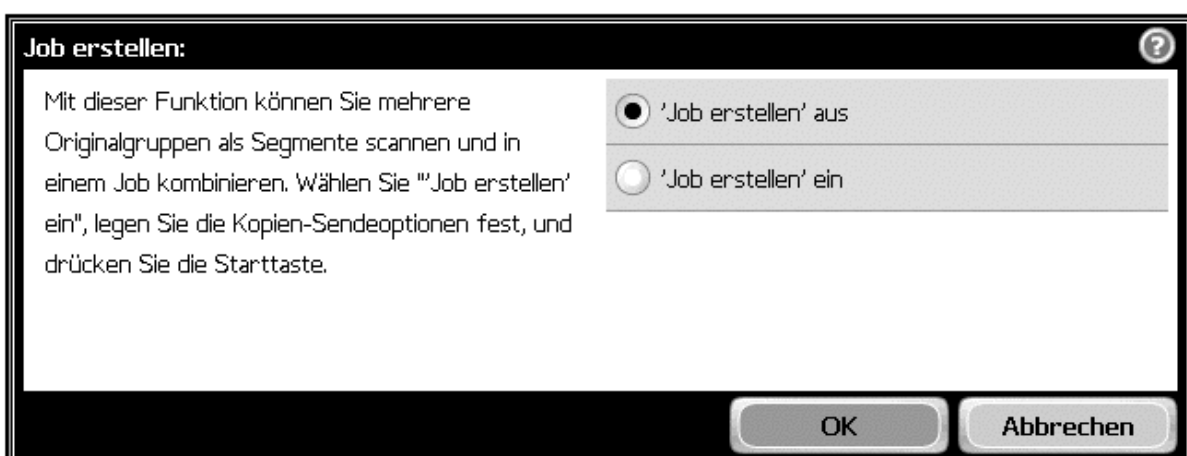 Job erstellen:
?
Mit dieser Funktion können Sie mehrere
Originalgruppen als Segmente scannen und in
einem Job kombinieren. Wählen Sie "'Job erstellen'
ein", legen Sie die Kopien-Sendeoptionen fest, und
drücken Sie die Starttaste.
'Job erstellen' aus
'Job erstellen' ein
OK
Abbrechen